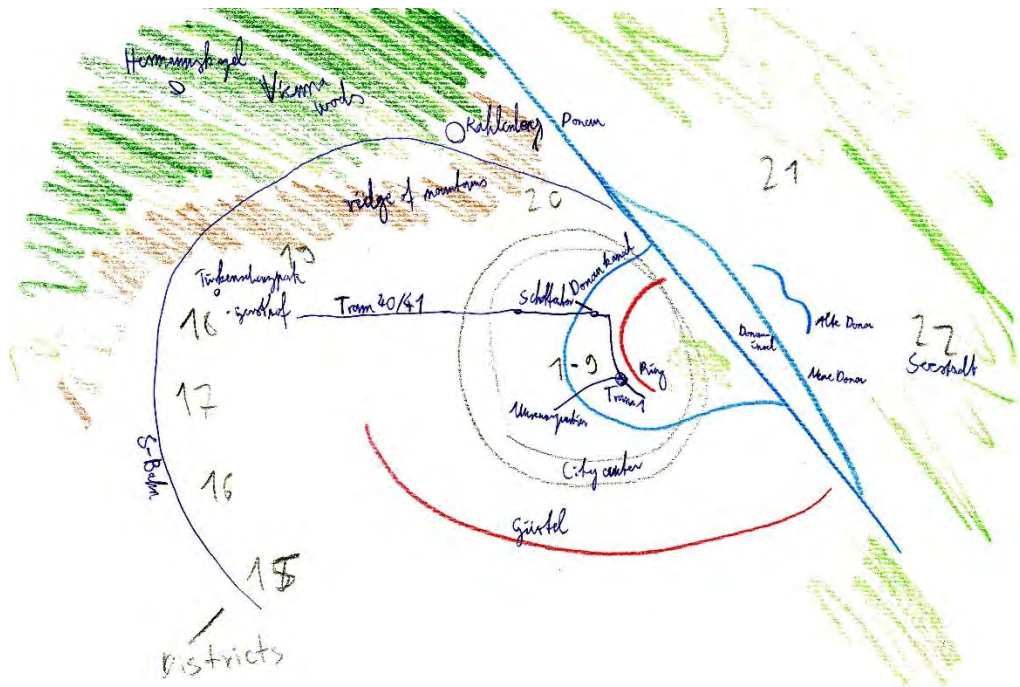 Hermannskogel
Vienna
woods
Kahlenberg
Donau
21
ridge of mountains
20
19
Türkenschanzpark
18
-gersthof
Tram 40/41
Schottentor
Donaukanal
Donau
insel
Alte Donau
22
Seestadt
Neue Donau
1-9
Ring
Tram 1
17
S-Bahn
16
City center
Gürtel
15
Districts